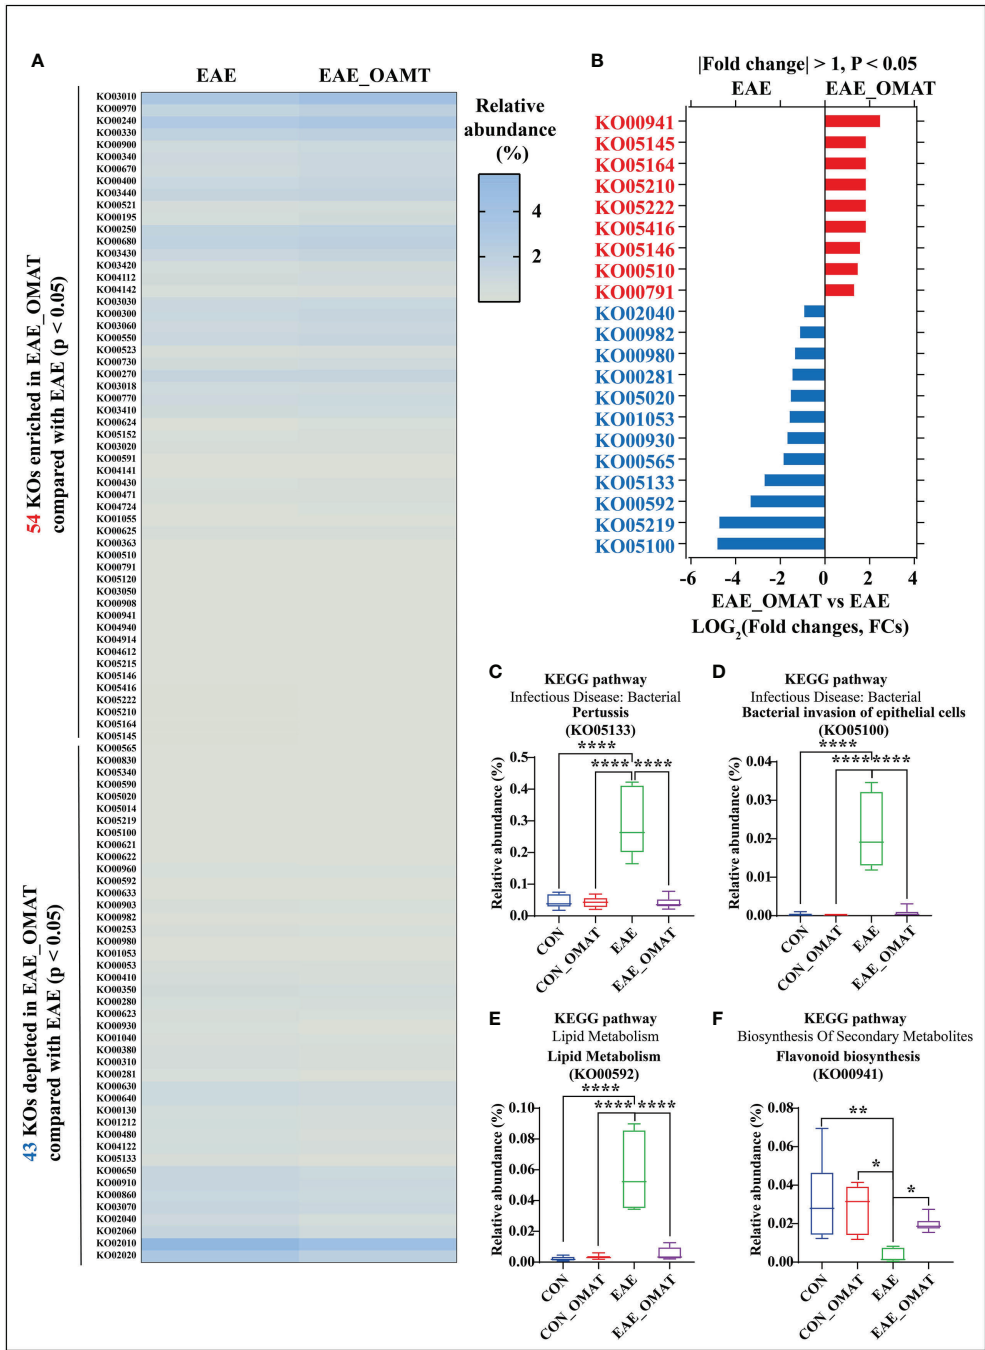 A
EAE
EAE_OAMT
54 KOs enriched in EAE_OMAT
compared with EAE (p < 0.05)
43 KOs depleted in EAE_OMAT
compared with EAE (p < 0.05)
KO03010
KO00970
KO00240
KO00330
KO00900
KO00340
KO00670
KO00400
KO03440
KO00521
KO00195
KO00250
KO00680
KO03430
KO03420
KO04112
KO04142
KO03030
KO00300
KO03060
KO00550
KO00523
KO00730
KO00270
KO03018
KO00770
KO03410
KO00624
KO05152
KO03020
KO00591
KO04141
KO00430
KO00471
KO04724
KO01055
KO00625
KO00363
KO00510
KO00791
KO05120
KO03050
KO00908
KO00941
KO04940
KO04914
KO04612
KO05215
KO05146
KO05416
KO05222
KO05210
KO05164
KO05145
KO00565
KO00830
KO05340
KO00590
KO05020
KO05014
KO05219
KO05100
KO00621
KO00622
KO00960
KO00592
KO00633
KO00903
KO00982
KO00253
KO00980
KO01053
KO00053
KO00410
KO00350
KO00280
KO00623
KO00930
KO01040
KO00380
KO00310
KO00281
KO00630
KO00640
KO00130
KO01212
KO00480
KO04122
KO05133
KO00650
KO00910
KO00860
KO03070
KO02040
KO02060
KO02010
KO02020
Relative
abundance
(%)
4
2
B
|Fold change| > 1, P < 0.05
EAE
EAE_OMAT
KO00941
KO05145
KO05164
KO05210
KO05222
KO05416
KO05146
KO00510
KO00791
KO02040
KO00982
KO00980
KO00281
KO05020
KO01053
KO00930
KO00565
KO05133
KO00592
KO05219
KO05100
-6 -4 -2 0 2 4
EAE_OMAT vs EAE
LOG2(Fold changes, FCs)
C
KEGG pathway
Infectious Disease: Bacterial
Pertussis
(KO05133)
****
**** ****
Relative abundance (%)
0.5
0.4
0.3
0.2
0.1
0.0
CON
CON_OMAT
EAE
EAE_OMAT
D
KEGG pathway
Infectious Disease: Bacterial
Bacterial invasion of epithelial cells
(KO05100)
****
**** ****
Relative abundance (%)
0.04
0.03
0.02
0.01
0.00
CON
CON_OMAT
EAE
EAE_OMAT
E
KEGG pathway
Lipid Metabolism
Lipid Metabolism
(KO00592)
****
**** ****
Relative abundance (%)
0.10
0.08
0.06
0.04
0.02
0.00
CON
CON_OMAT
EAE
EAE_OMAT
F
KEGG pathway
Biosynthesis Of Secondary Metabolites
Flavonoid biosynthesis
(KO00941)
**
*
*
Relative abundance (%)
0.08
0.04
0.02
0.00
CON
CON_OMAT
EAE
EAE_OMAT